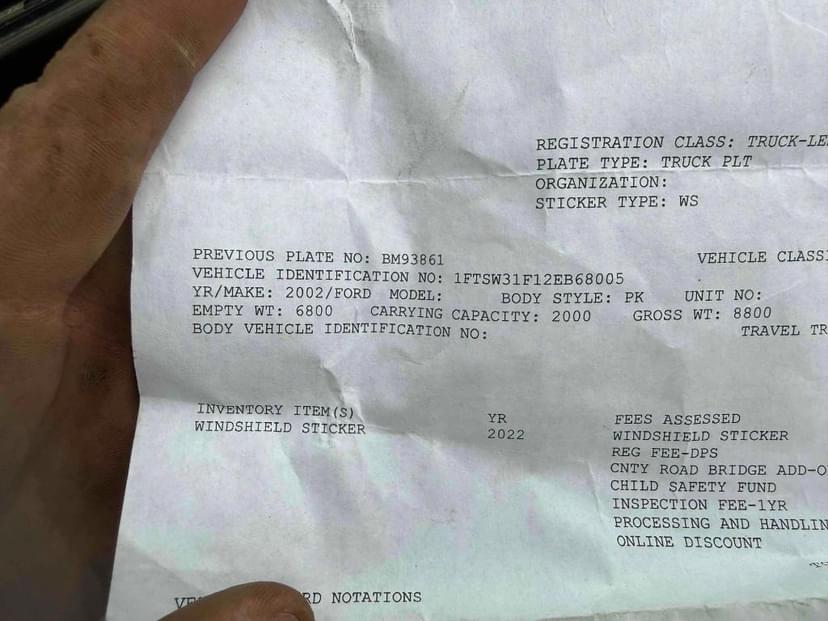 REGISTRATION CLASS: TRUCK-LE
PLATE TYPE: TRUCK PLT
ORGANIZATION:
STICKER TYPE: WS
PREVIOUS PLATE NO: BM93861 VEHICLE CLASSI
VEHICLE IDENTIFICATION NO: 1FTSW31F12EB68005
YR/MAKE: 2002/FORD MODEL: BODY STYLE: PK UNIT NO:
EMPTY WT: 6800 CARRYING CAPACITY: 2000 GROSS WT: 8800
BODY VEHICLE IDENTIFICATION NO: TRAVEL TR
INVENTORY ITEM(S) YR FEES ASSESSED
WINDSHIELD STICKER 2022 WINDSHIELD STICKER
REG FEE-DPS
CNTY ROAD BRIDGE ADD-O
CHILD SAFETY FUND
INSPECTION FEE-1YR
PROCESSING AND HANDLIN
ONLINE DISCOUNT
RD NOTATIONS